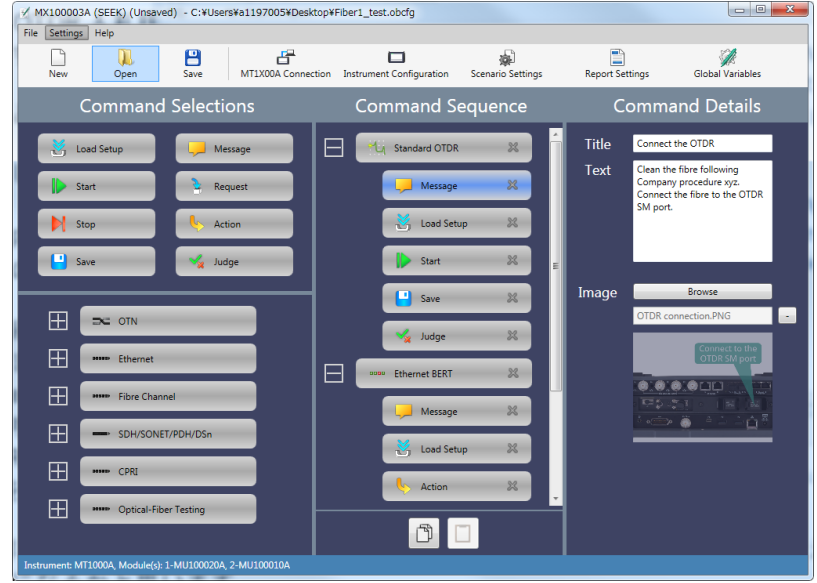 MX100003A (SEEK) (Unsaved) - C:¥Users¥a1197005¥Desktop¥Fiber1_test.obcfg
File Settings Help
New Open Save MT1X00A Connection Instrument Configuration Scenario Settings Report Settings Global Variables
Command Selections
Load Setup Message
Start Request
Stop Action
Save Judge
OTN
Ethernet
Fibre Channel
SDH/SONET/PDH/DSn
CPRI
Optical-Fiber Testing
Command Sequence
Standard OTDR
Message
Load Setup
Start
Save
Judge
Ethernet BERT
Message
Load Setup
Action
Command Details
Title Connect the OTDR
Text Clean the fibre following
Company procedure xyz.
Connect the fibre to the OTDR
SM port.
Image Browse
OTDR connection.PNG -
Connect to the
OTDR SM port
Instrument: MT1000A, Module(s): 1-MU100020A, 2-MU100010A